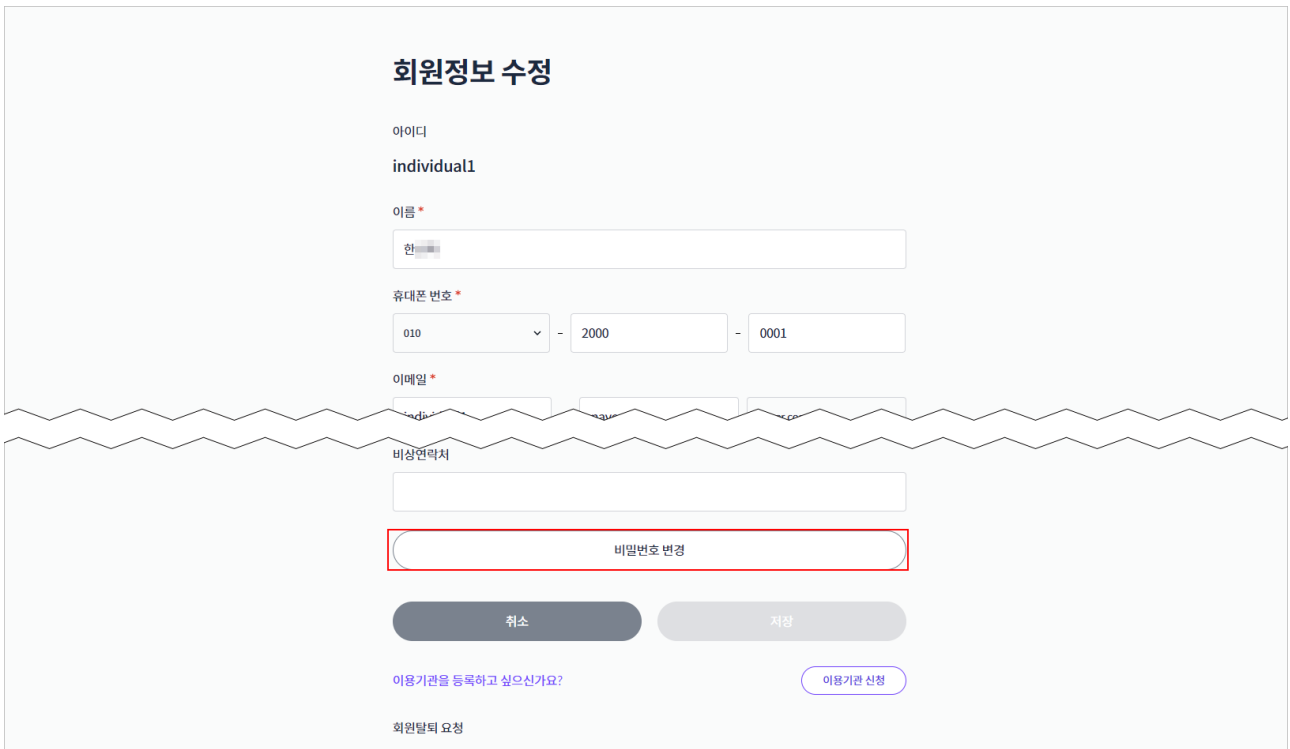 회원정보 수정
아이디
individual1
이름 *
한
휴대폰 번호 *
010 - 2000 - 0001
이메일 *
비상연락처
비밀번호 변경
취소 저장
이용기관을 등록하고 싶으신가요? 이용기관 신청
회원탈퇴 요청